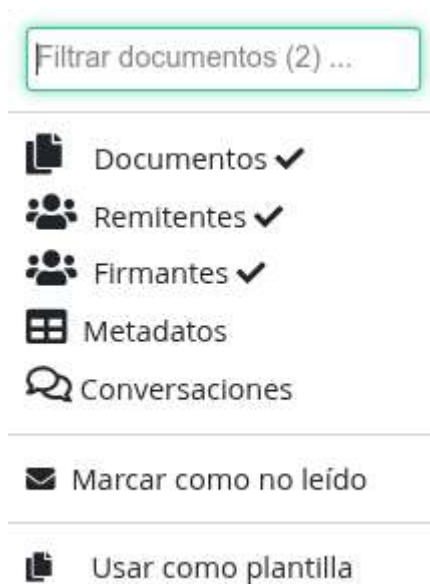 Filtrar documentos (2) ...
Documentos
Remitentes
Firmantes
Metadatos
Conversaciones
Marcar como no leído
Usar como plantilla